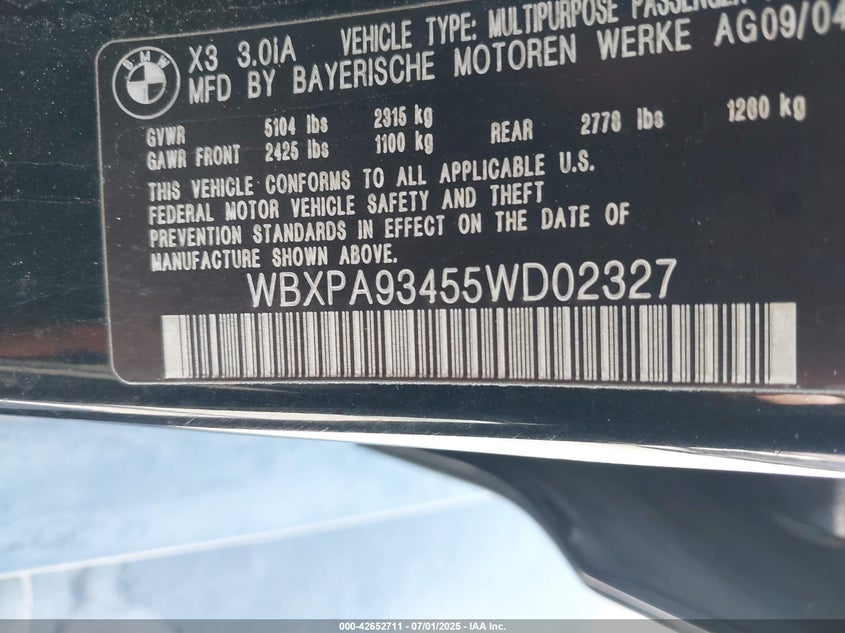 BMW
X3 3.0iA VEHICLE TYPE: MULTIPURPOSE PASSENGER
MFD BY BAYERISCHE MOTOREN WERKE AG09/04
GVWR 5104 lbs 2315 kg
GAWR FRONT 2425 lbs 1100 kg REAR 2778 lbs 1260 kg
THIS VEHICLE CONFORMS TO ALL APPLICABLE U.S.
FEDERAL MOTOR VEHICLE SAFETY AND THEFT
PREVENTION STANDARDS IN EFFECT ON THE DATE OF
MANUFACTURE SHOWN ABOVE.
WBXPA93455WD02327
000-42652711 - 07/01/2025 - IAA Inc.